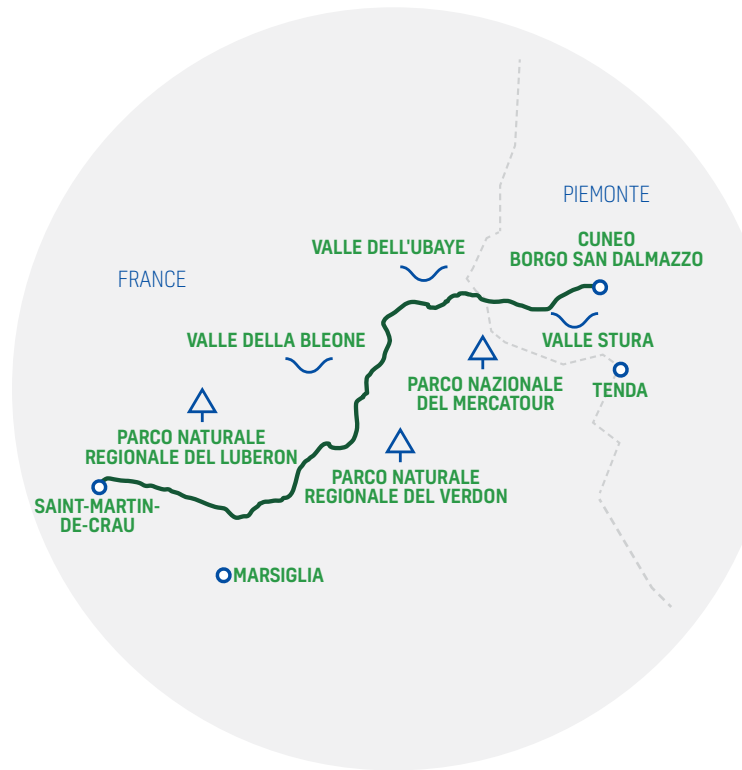 PIEMONTE
CUNEO
BORGO SAN DALMAZZO
VALLE DELL'UBAYE
FRANCE
VALLE DELLA BLEONE
VALLE STURA
PARCO NAZIONALE
DEL MERCATOUR
TENDA
PARCO NATURALE
REGIONALE DEL LUBERON
PARCO NATURALE
REGIONALE DEL VERDON
SAINT-MARTIN-
DE-CRAU
MARSIGLIA